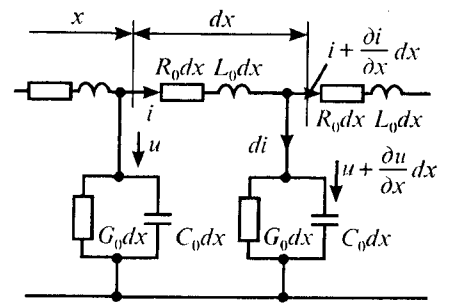 x
dx
R₀dx L₀dx
i + ∂i/∂x dx
i
R₀dx L₀dx
u
di
u + ∂u/∂x dx
G₀dx
C₀dx
G₀dx
C₀dx